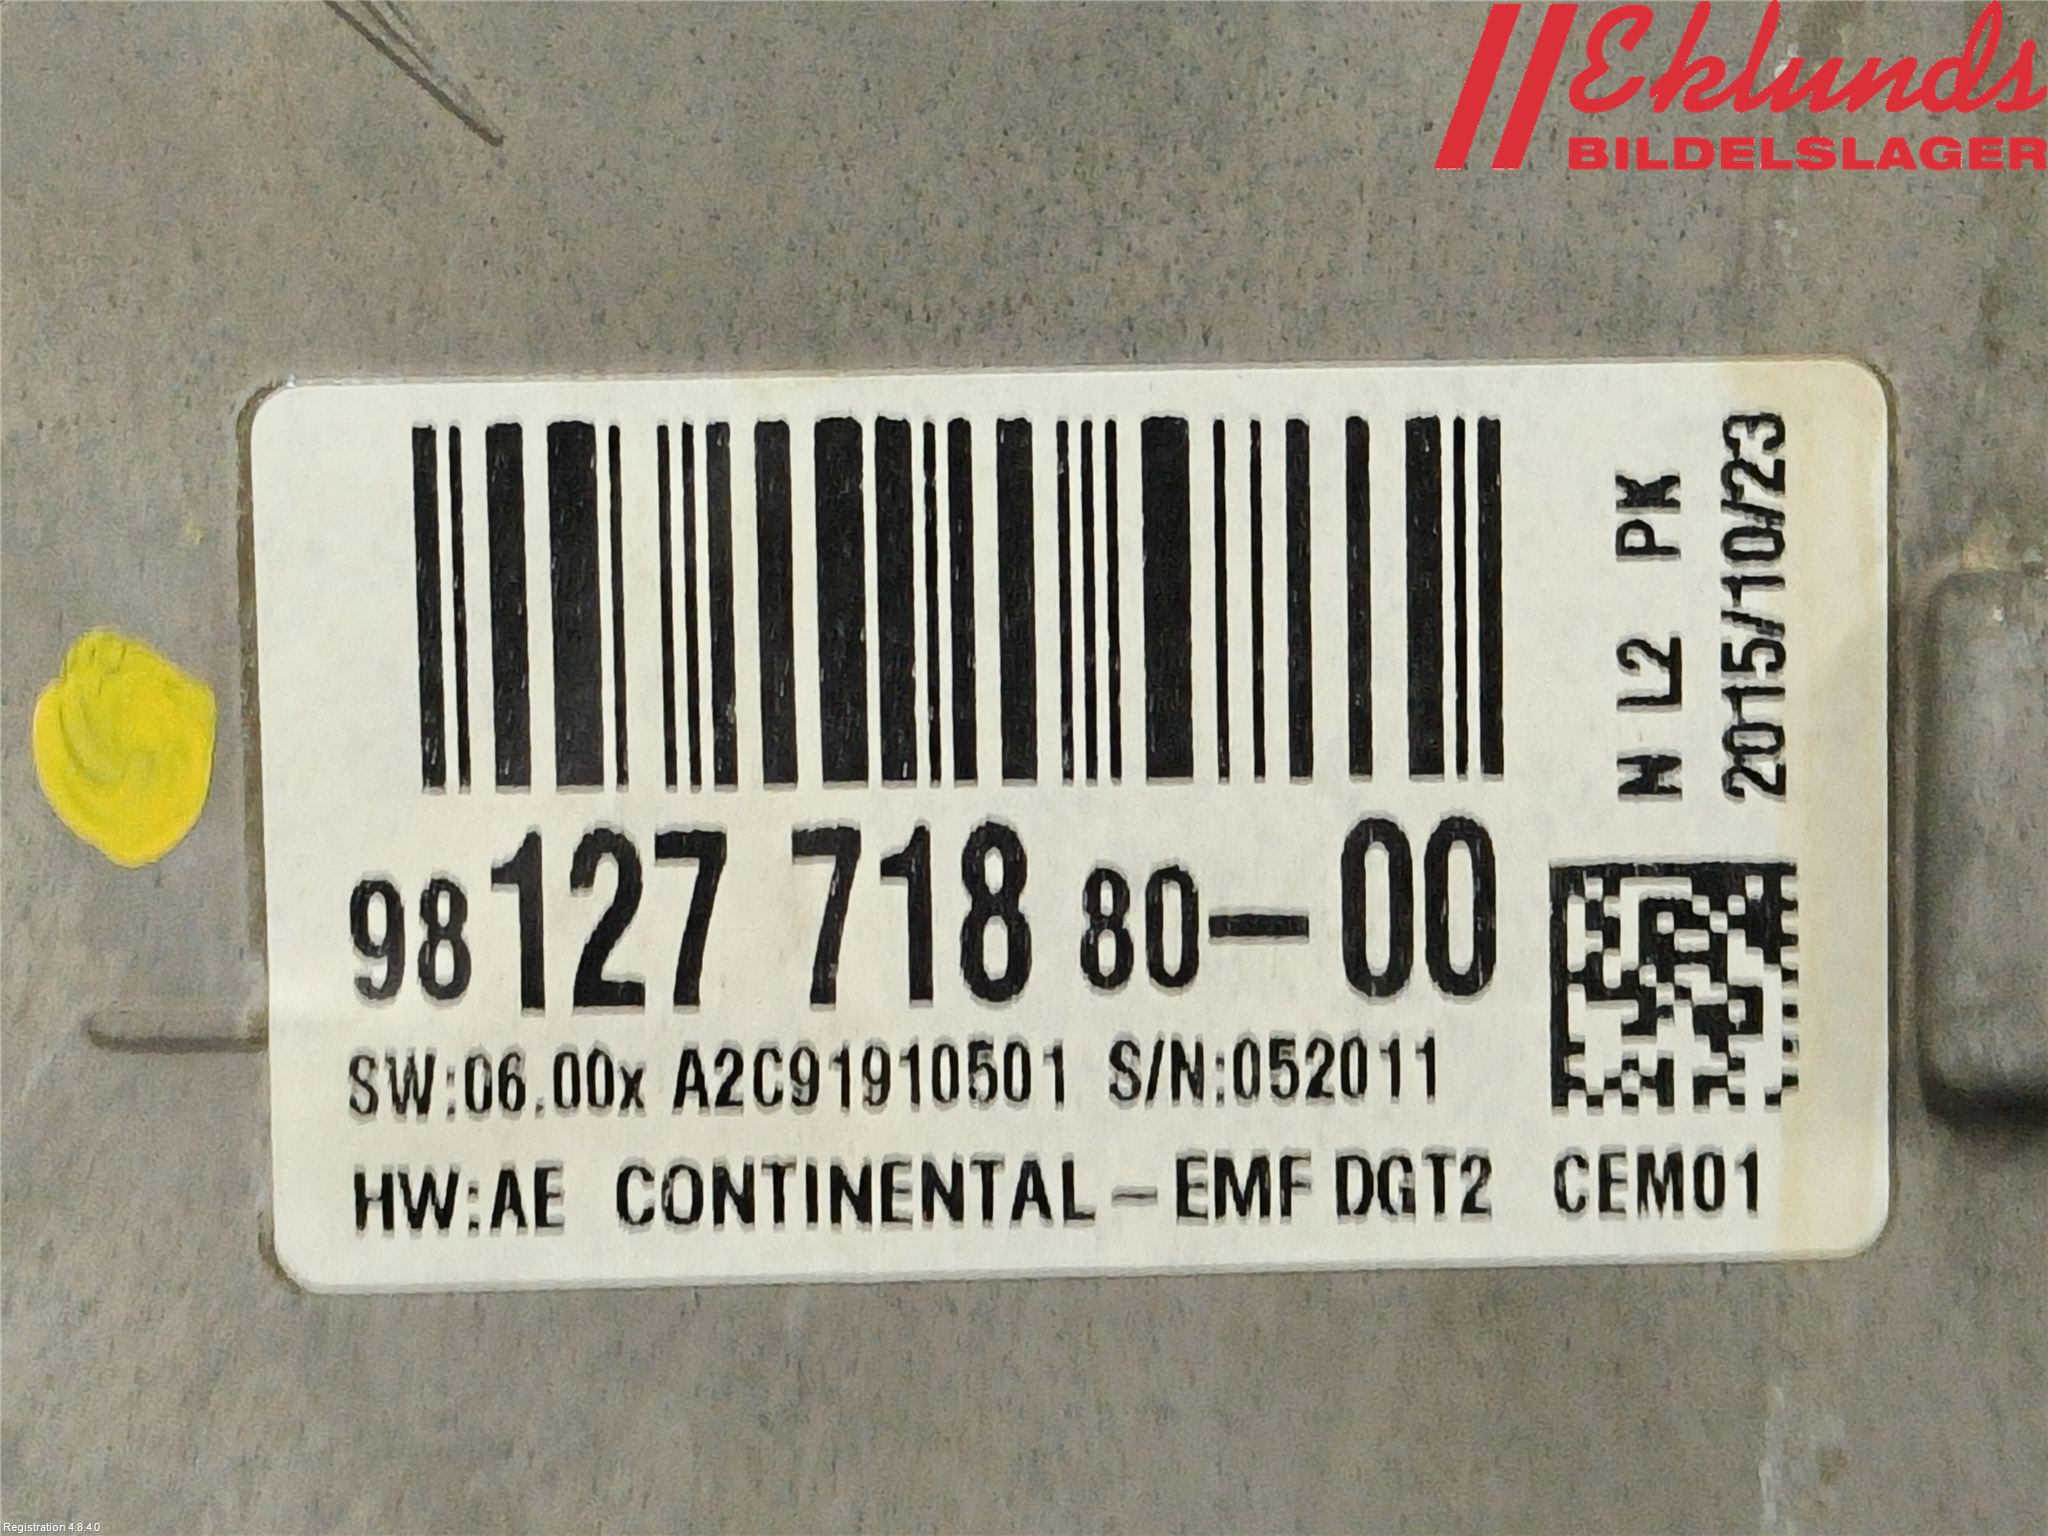 Eklunds
BILDELSLAGER
N L2 PK
2015/10/23
98 127 718 80-00
SW:06.00x A2C91910501 S/N:052011
HW:AE CONTINENTAL-EMF DGT2 CEM01
Registration 4.8.4.0